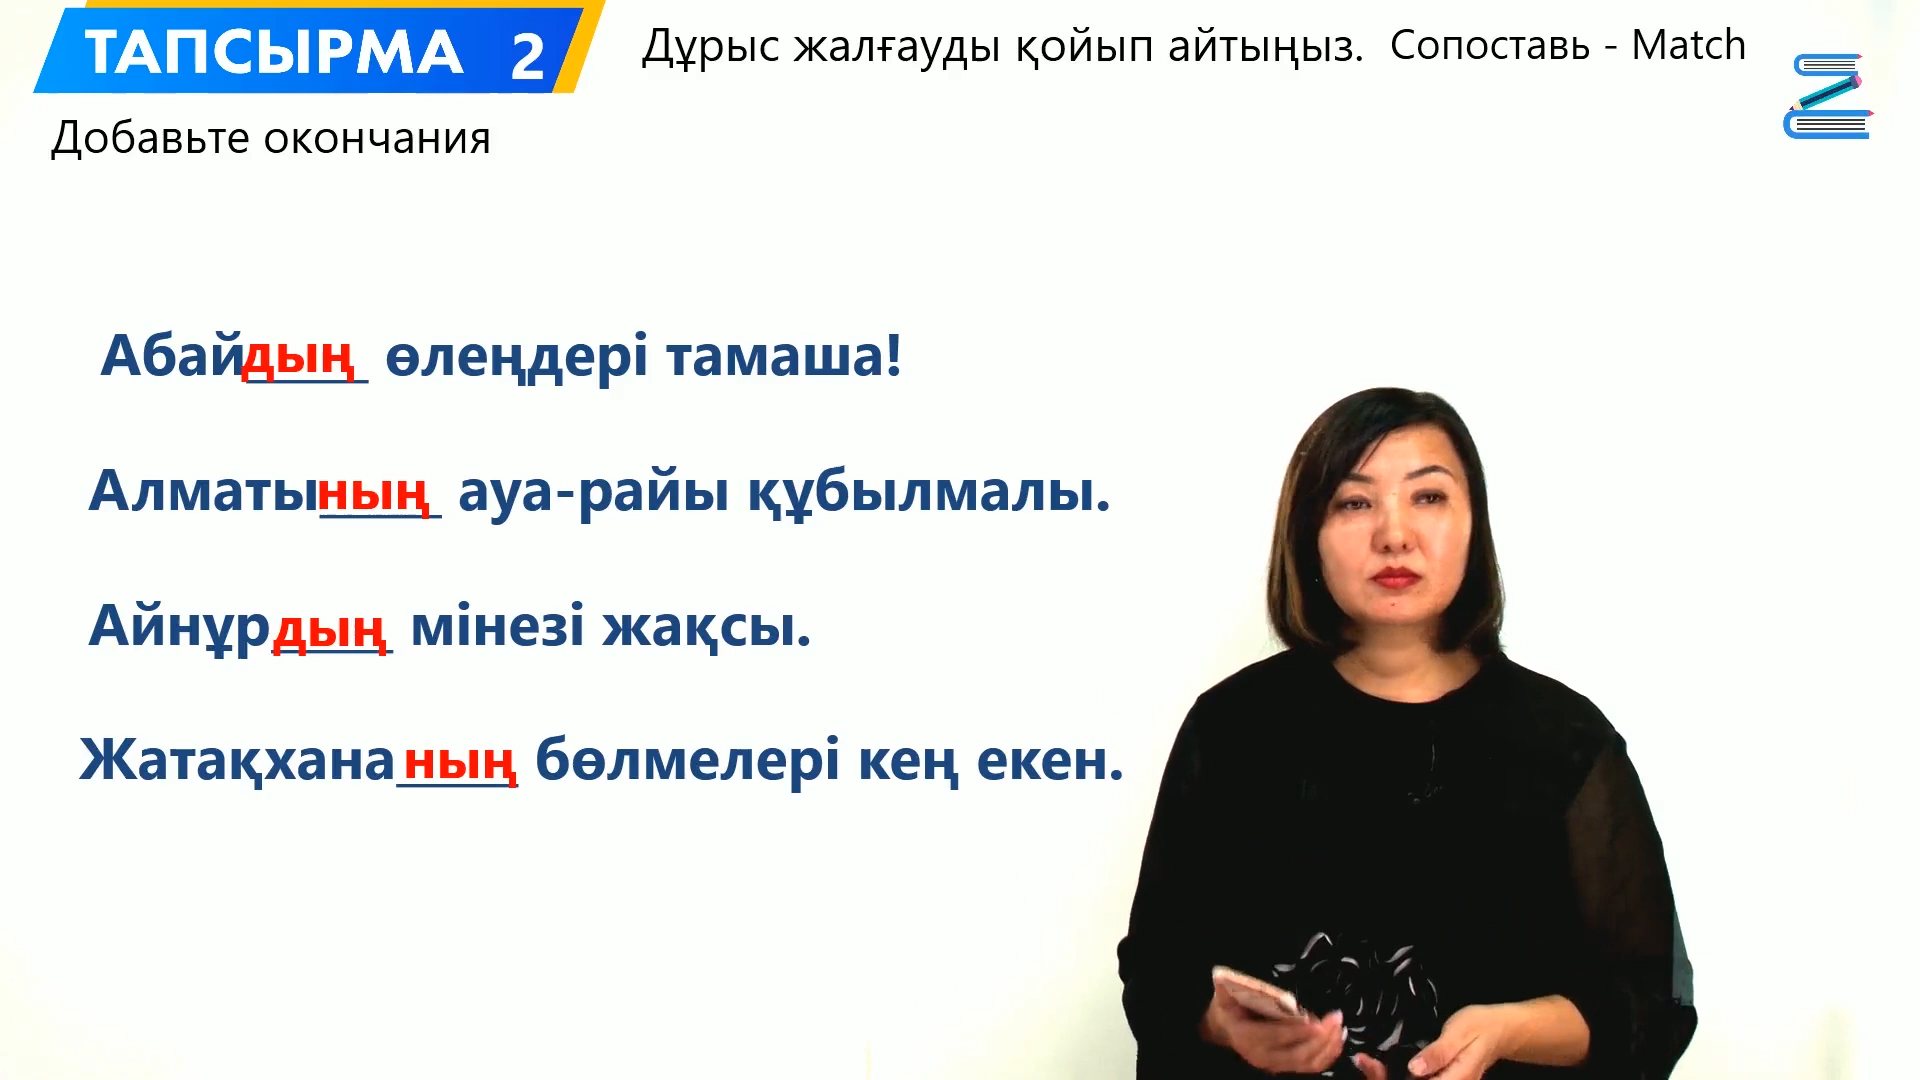 ТАПСЫРМА 2
Дұрыс жалғауды қойып айтыңыз. Сопоставь - Match
Добавьте окончания
Абайдың өлеңдері тамаша!
Алматының ауа-райы құбылмалы.
Айнұрдың мінезі жақсы.
Жатақхананың бөлмелері кең екен.